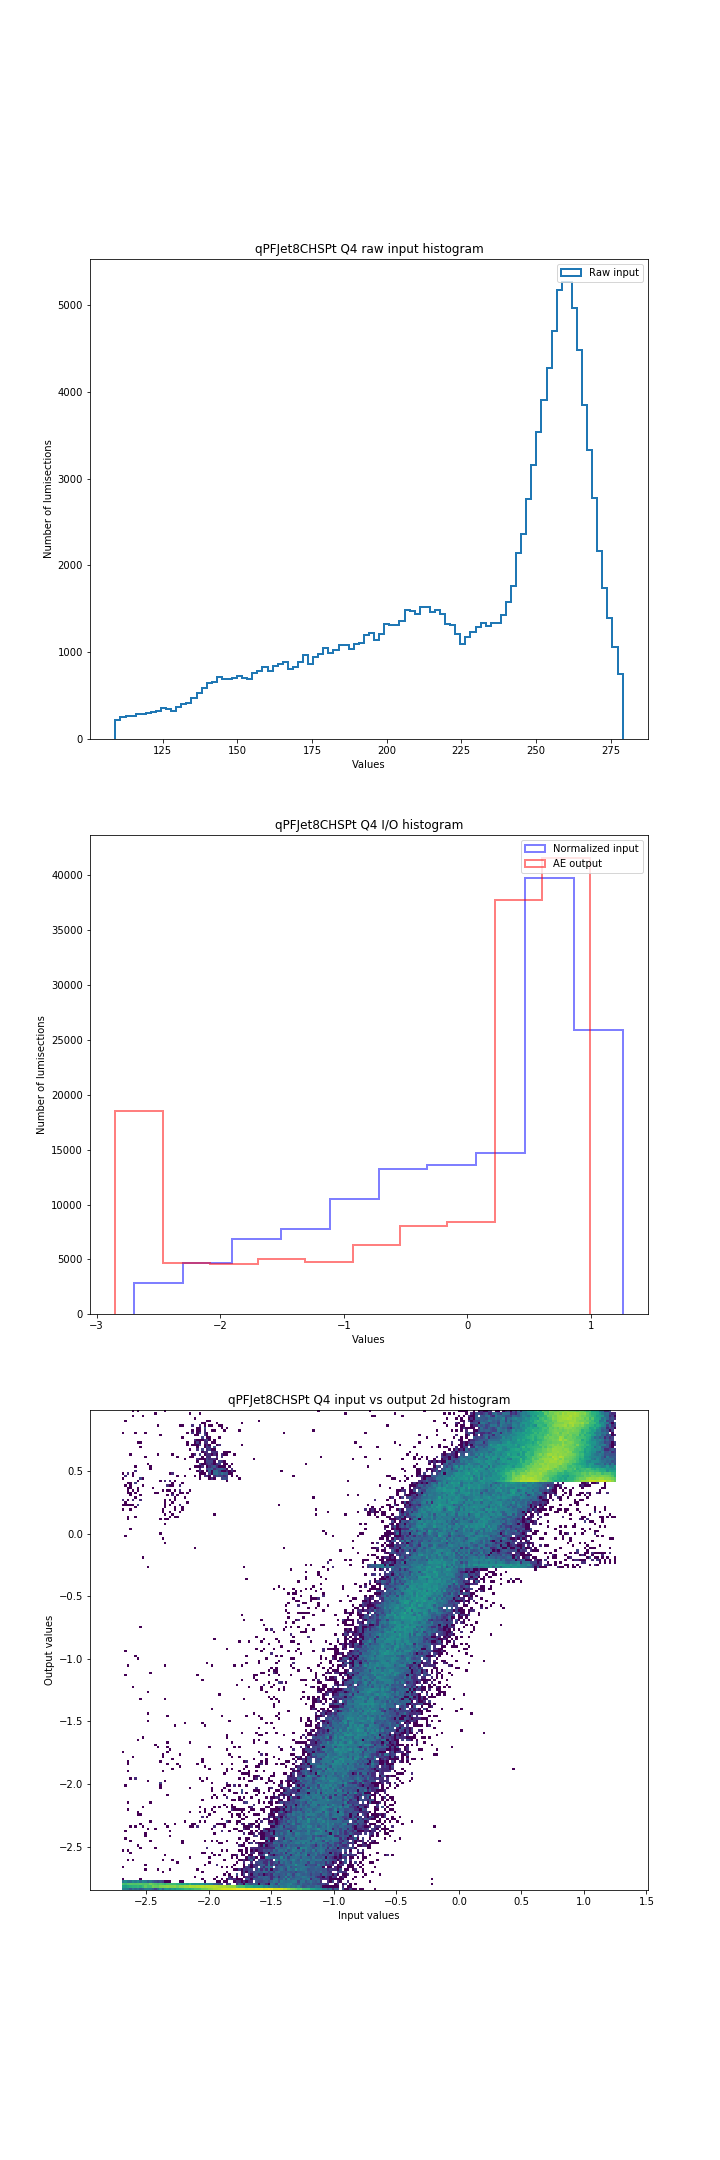 qPFJet8CHSPt Q4 raw input histogram
Raw input
5000
4000
3000
2000
1000
0
Number of lumisections
125 150 175 200 225 250 275
Values
qPFJet8CHSPt Q4 I/O histogram
Normalized input
AE output
40000
35000
30000
25000
20000
15000
10000
5000
0
Number of lumisections
−3 −2 −1 0 1
Values
qPFJet8CHSPt Q4 input vs output 2d histogram
0.5
0.0
−0.5
−1.0
−1.5
−2.0
−2.5
Output values
−2.5 −2.0 −1.5 −1.0 −0.5 0.0 0.5 1.0 1.5
Input values